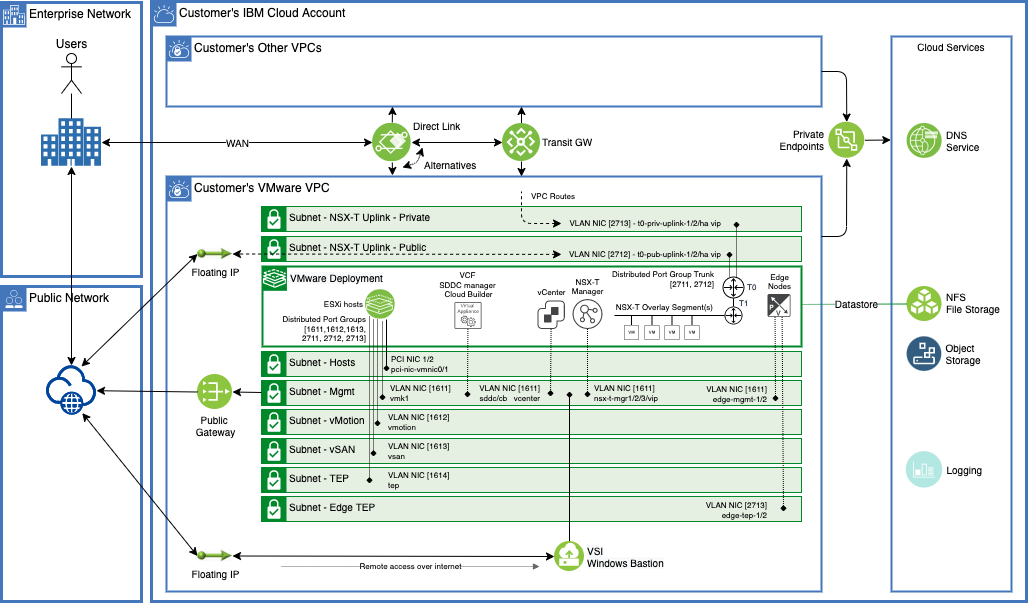 Enterprise Network
Users
Customer's IBM Cloud Account
Customer's Other VPCs
Cloud Services
WAN
Direct Link
Alternatives
Transit GW
Private
Endpoints
DNS
Service
Customer's VMware VPC
VPC Routes
Subnet - NSX-T Uplink - Private
VLAN NIC [2713] - t0-priv-uplink-1/2/ha vip
Subnet - NSX-T Uplink - Public
VLAN NIC [2712] - t0-pub-uplink-1/2/ha vip
Floating IP
Public Network
VMware Deployment
ESXi hosts
Distributed Port Groups
[1611,1612,1613,
2711, 2712, 2713]
VCF
SDDC manager
Cloud Builder
Virtual
Appliance
vCenter
NSX-T
Manager
Distributed Port Group Trunk
[2711, 2712]
NSX-T Overlay Segment(s)
VM
VM
VM
VM
T0
T1
Edge
Nodes
P
V
Datastore
NFS
File Storage
Object
Storage
Subnet - Hosts
PCI NIC 1/2
pci-nic-vmnic0/1
Subnet - Mgmt
VLAN NIC [1611]
vmk1
VLAN NIC [1611]
sddc/cb vcenter
VLAN NIC [1611]
nsx-t-mgr1/2/3/vip
VLAN NIC [1611]
edge-mgmt-1/2
Public
Gateway
Subnet - vMotion
VLAN NIC [1612]
vmotion
Subnet - vSAN
VLAN NIC [1613]
vsan
Subnet - TEP
VLAN NIC [1614]
tep
Subnet - Edge TEP
VLAN NIC [2713]
edge-tep-1/2
Logging
Floating IP
Remote access over internet
VSI
Windows Bastion